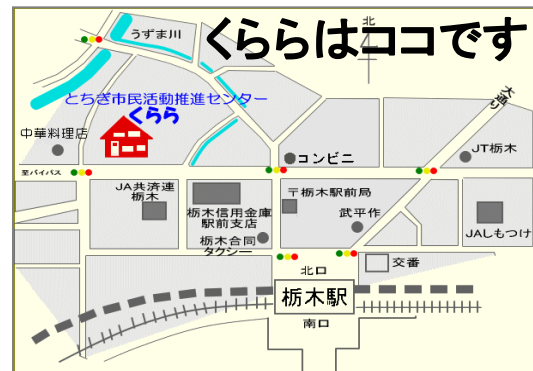 くららはココです
北
うずま川
とちぎ市民活動推進センター
くらら
大通り
中華料理店
コンビニ
JT栃木
至バイパス
JA共済連
栃木
栃木信用金庫
駅前支店
〒栃木駅前局
武平作
JAしもつけ
栃木合同
タクシー
北口
交番
栃木駅
南口